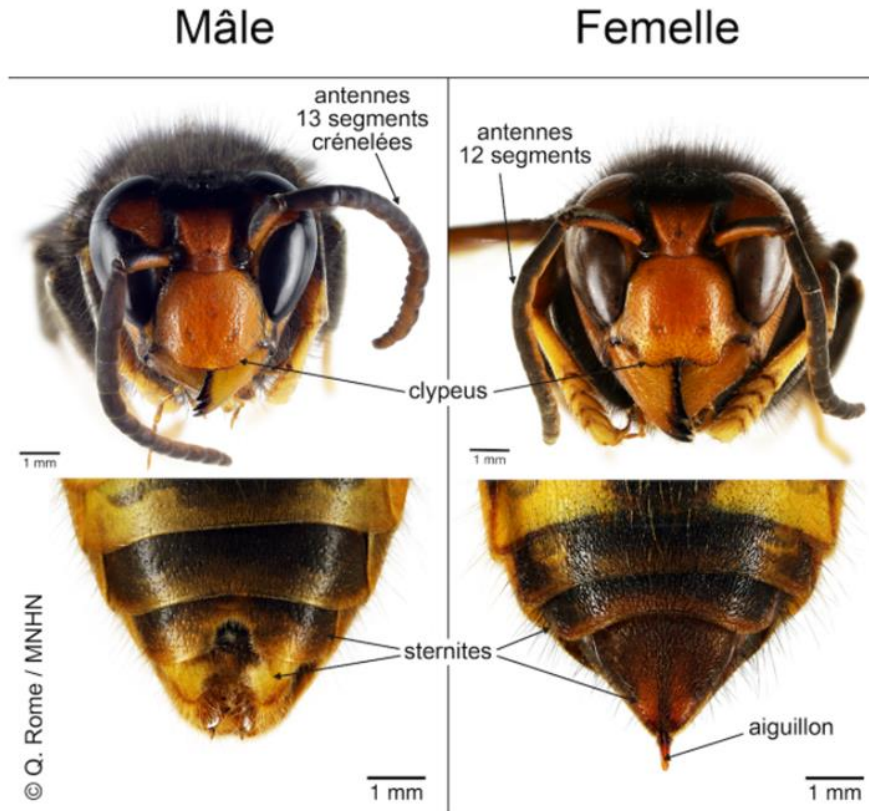 Mâle
Femelle
antennes
13 segments
crénelées
antennes
12 segments
clypeus
1 mm
1 mm
sternites
aiguillon
© Q. Rome / MNHN
1 mm
1 mm